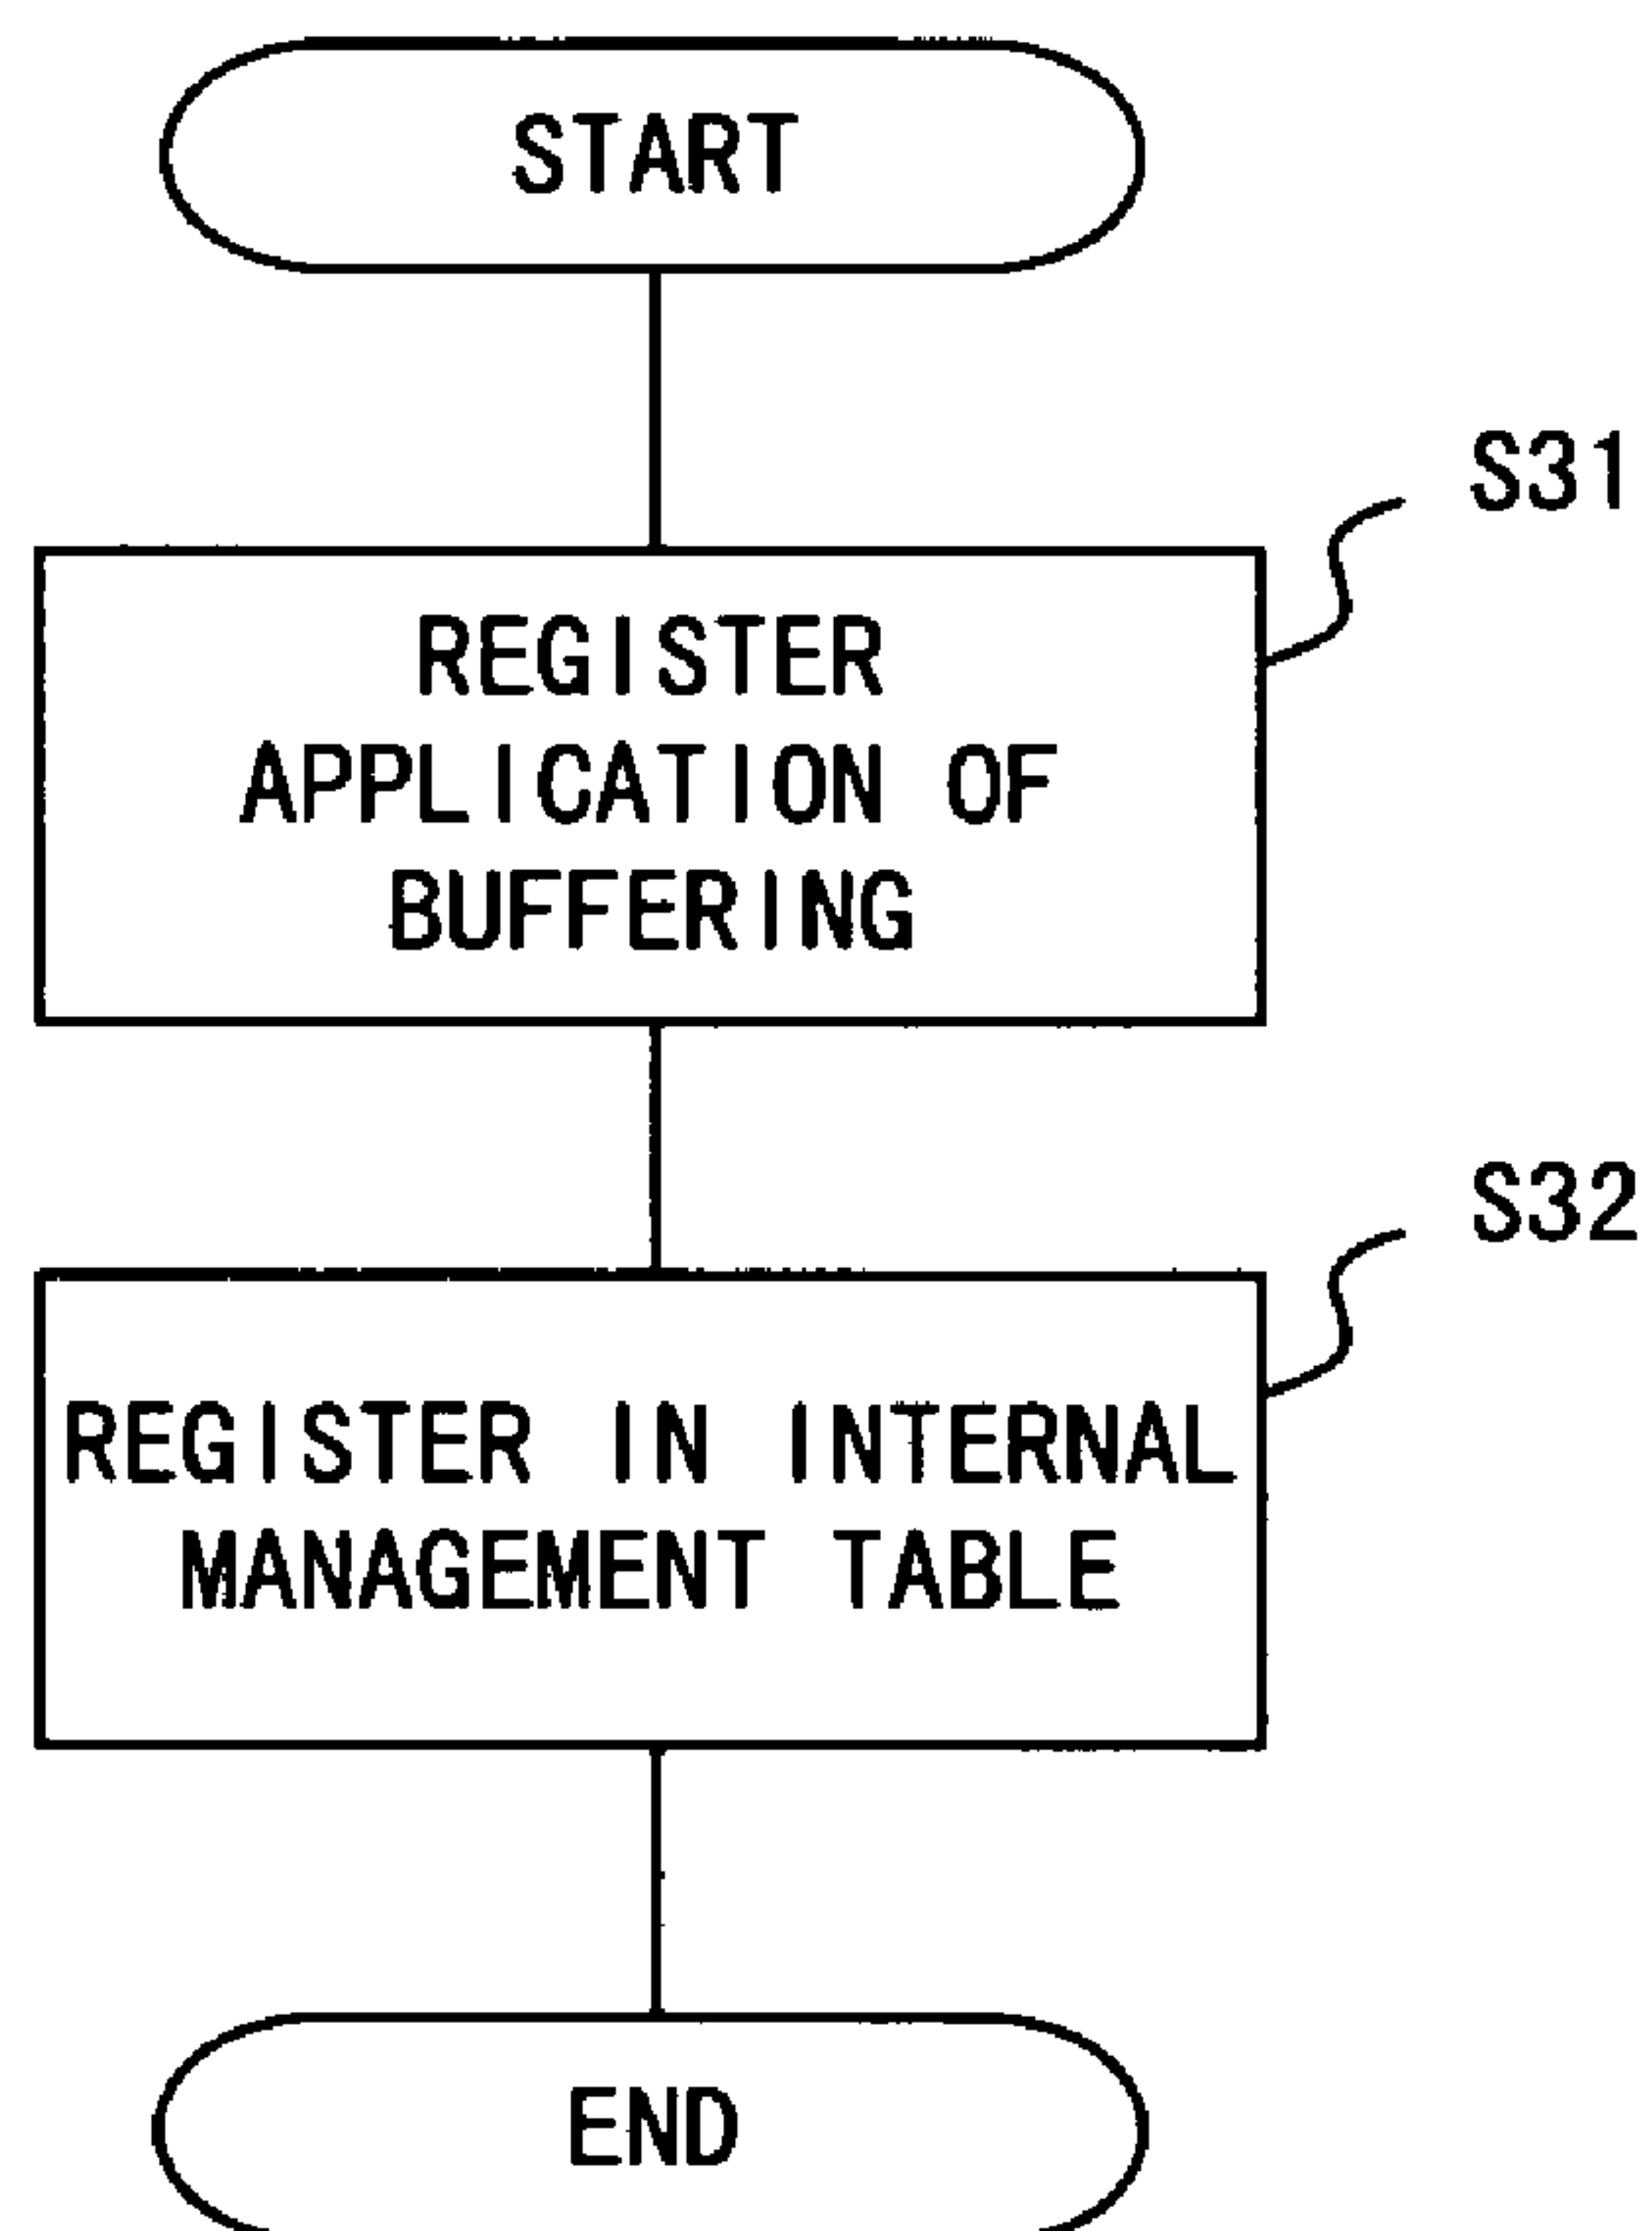 START
S31
REGISTER
APPLICATION OF
BUFFERING
S32
REGISTER IN INTERNAL
MANAGEMENT TABLE
END